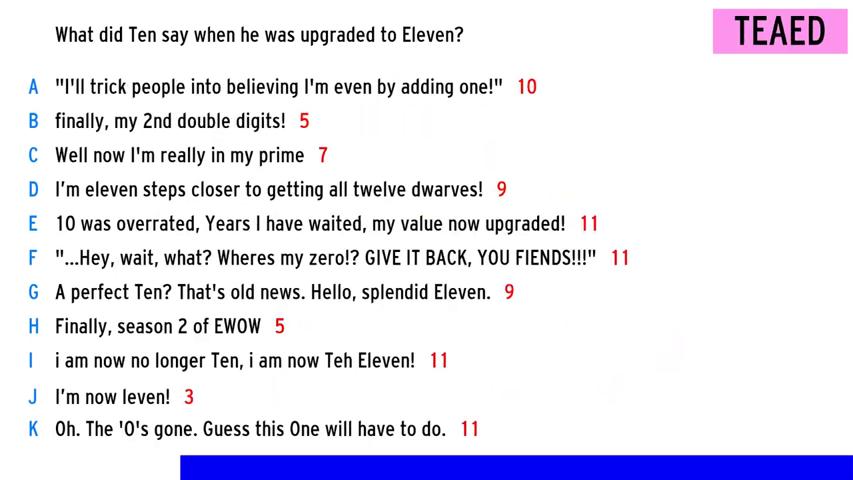 What did Ten say when he was upgraded to Eleven?
TEAED
A "I'll trick people into believing I'm even by adding one!" 10
B finally, my 2nd double digits! 5
C Well now I'm really in my prime 7
D I'm eleven steps closer to getting all twelve dwarves! 9
E 10 was overrated, Years I have waited, my value now upgraded! 11
F "...Hey, wait, what? Wheres my zero!? GIVE IT BACK, YOU FIENDS!!!" 11
G A perfect Ten? That's old news. Hello, splendid Eleven. 9
H Finally, season 2 of EWOW 5
I i am now no longer Ten, i am now Teh Eleven! 11
J I'm now leven! 3
K Oh. The 'O's gone. Guess this One will have to do. 11